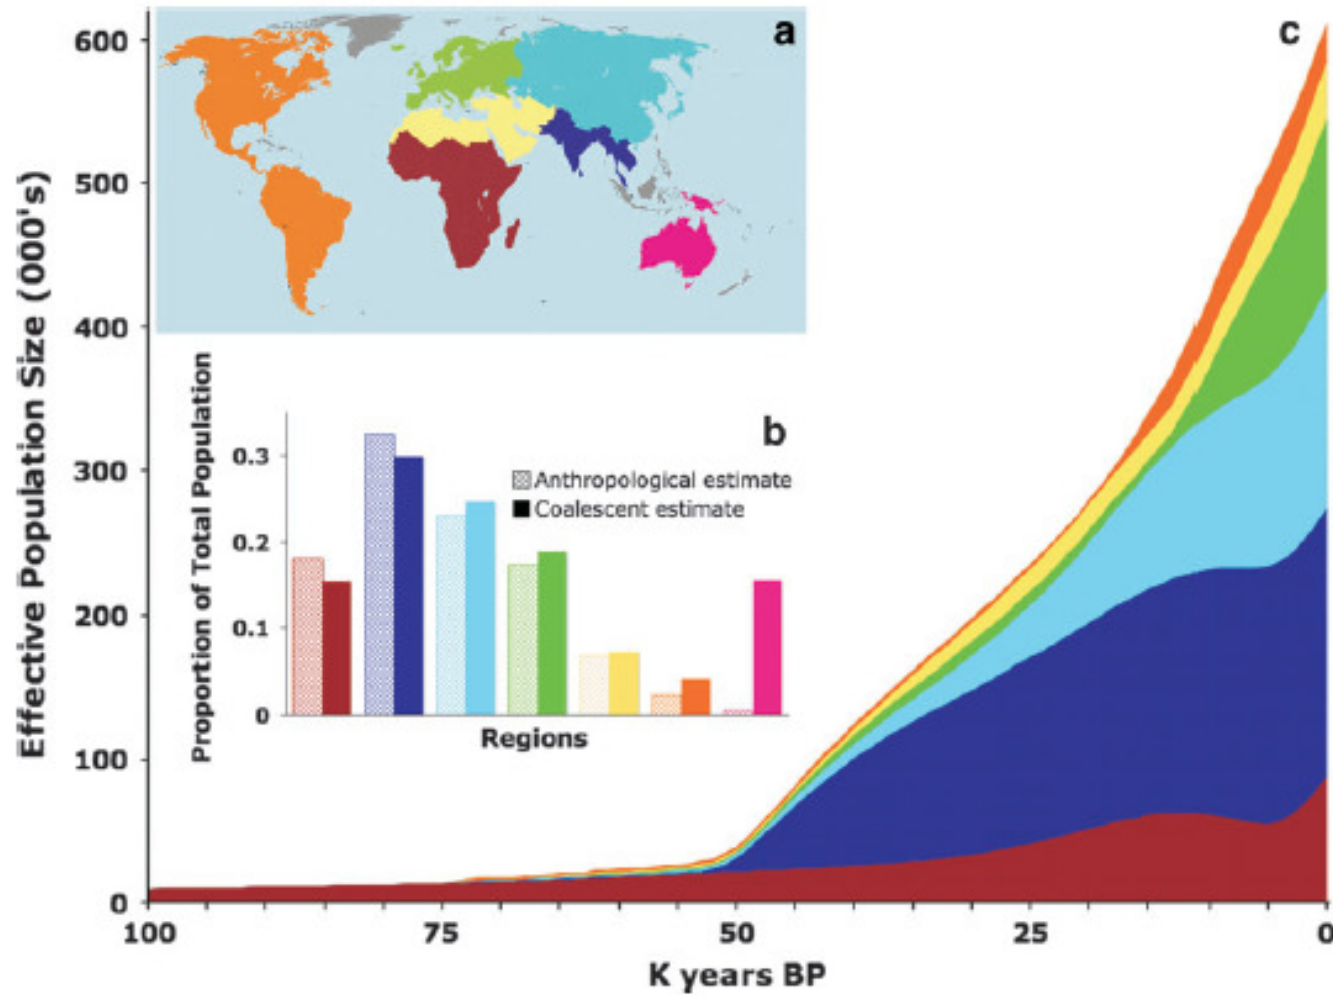 a
c
600
500
400
300
200
100
0
Effective Population Size (000's)
100
75
50
25
0
K years BP
b
Proportion of Total Population
0.3
0.2
0.1
0
Anthropological estimate
Coalescent estimate
Regions